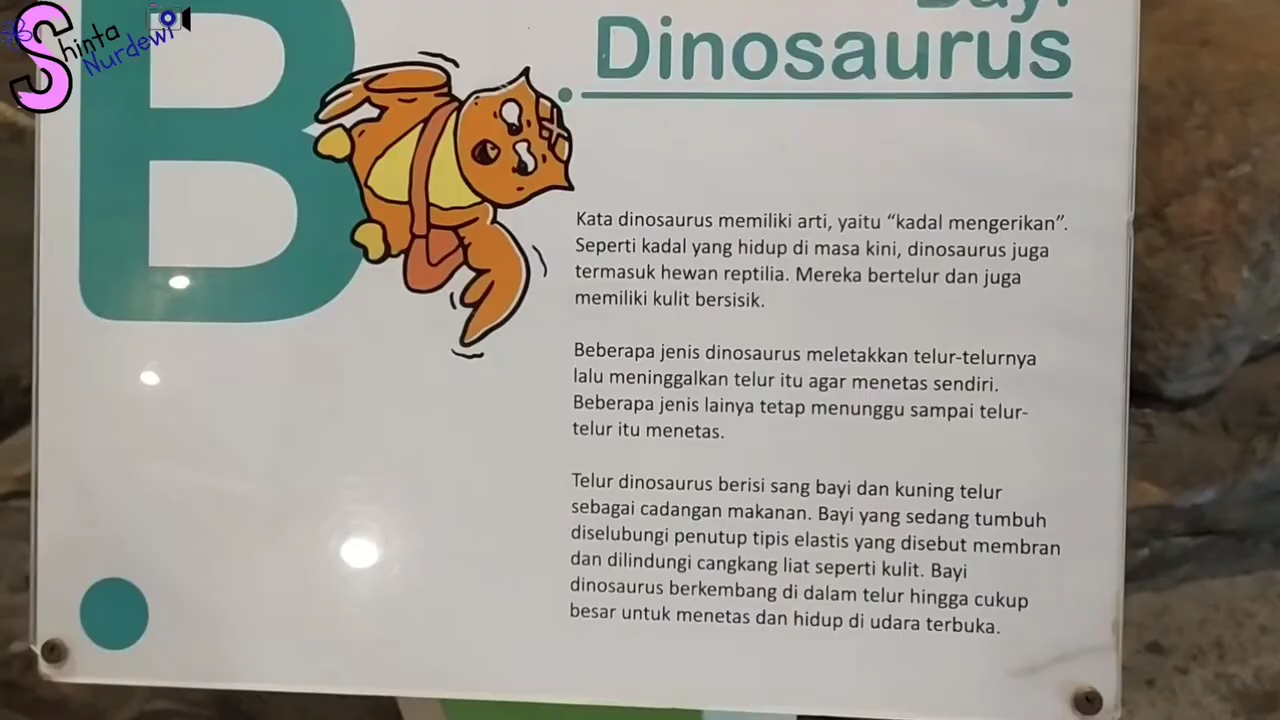 Shinta
Nurdewi
B
Bayi
Dinosaurus
Kata dinosaurus memiliki arti, yaitu “kadal mengerikan”.
Seperti kadal yang hidup di masa kini, dinosaurus juga
termasuk hewan reptilia. Mereka bertelur dan juga
memiliki kulit bersisik.
Beberapa jenis dinosaurus meletakkan telur-telurnya
lalu meninggalkan telur itu agar menetas sendiri.
Beberapa jenis lainya tetap menunggu sampai telur-
telur itu menetas.
Telur dinosaurus berisi sang bayi dan kuning telur
sebagai cadangan makanan. Bayi yang sedang tumbuh
diselubungi penutup tipis elastis yang disebut membran
dan dilindungi cangkang liat seperti kulit. Bayi
dinosaurus berkembang di dalam telur hingga cukup
besar untuk menetas dan hidup di udara terbuka.